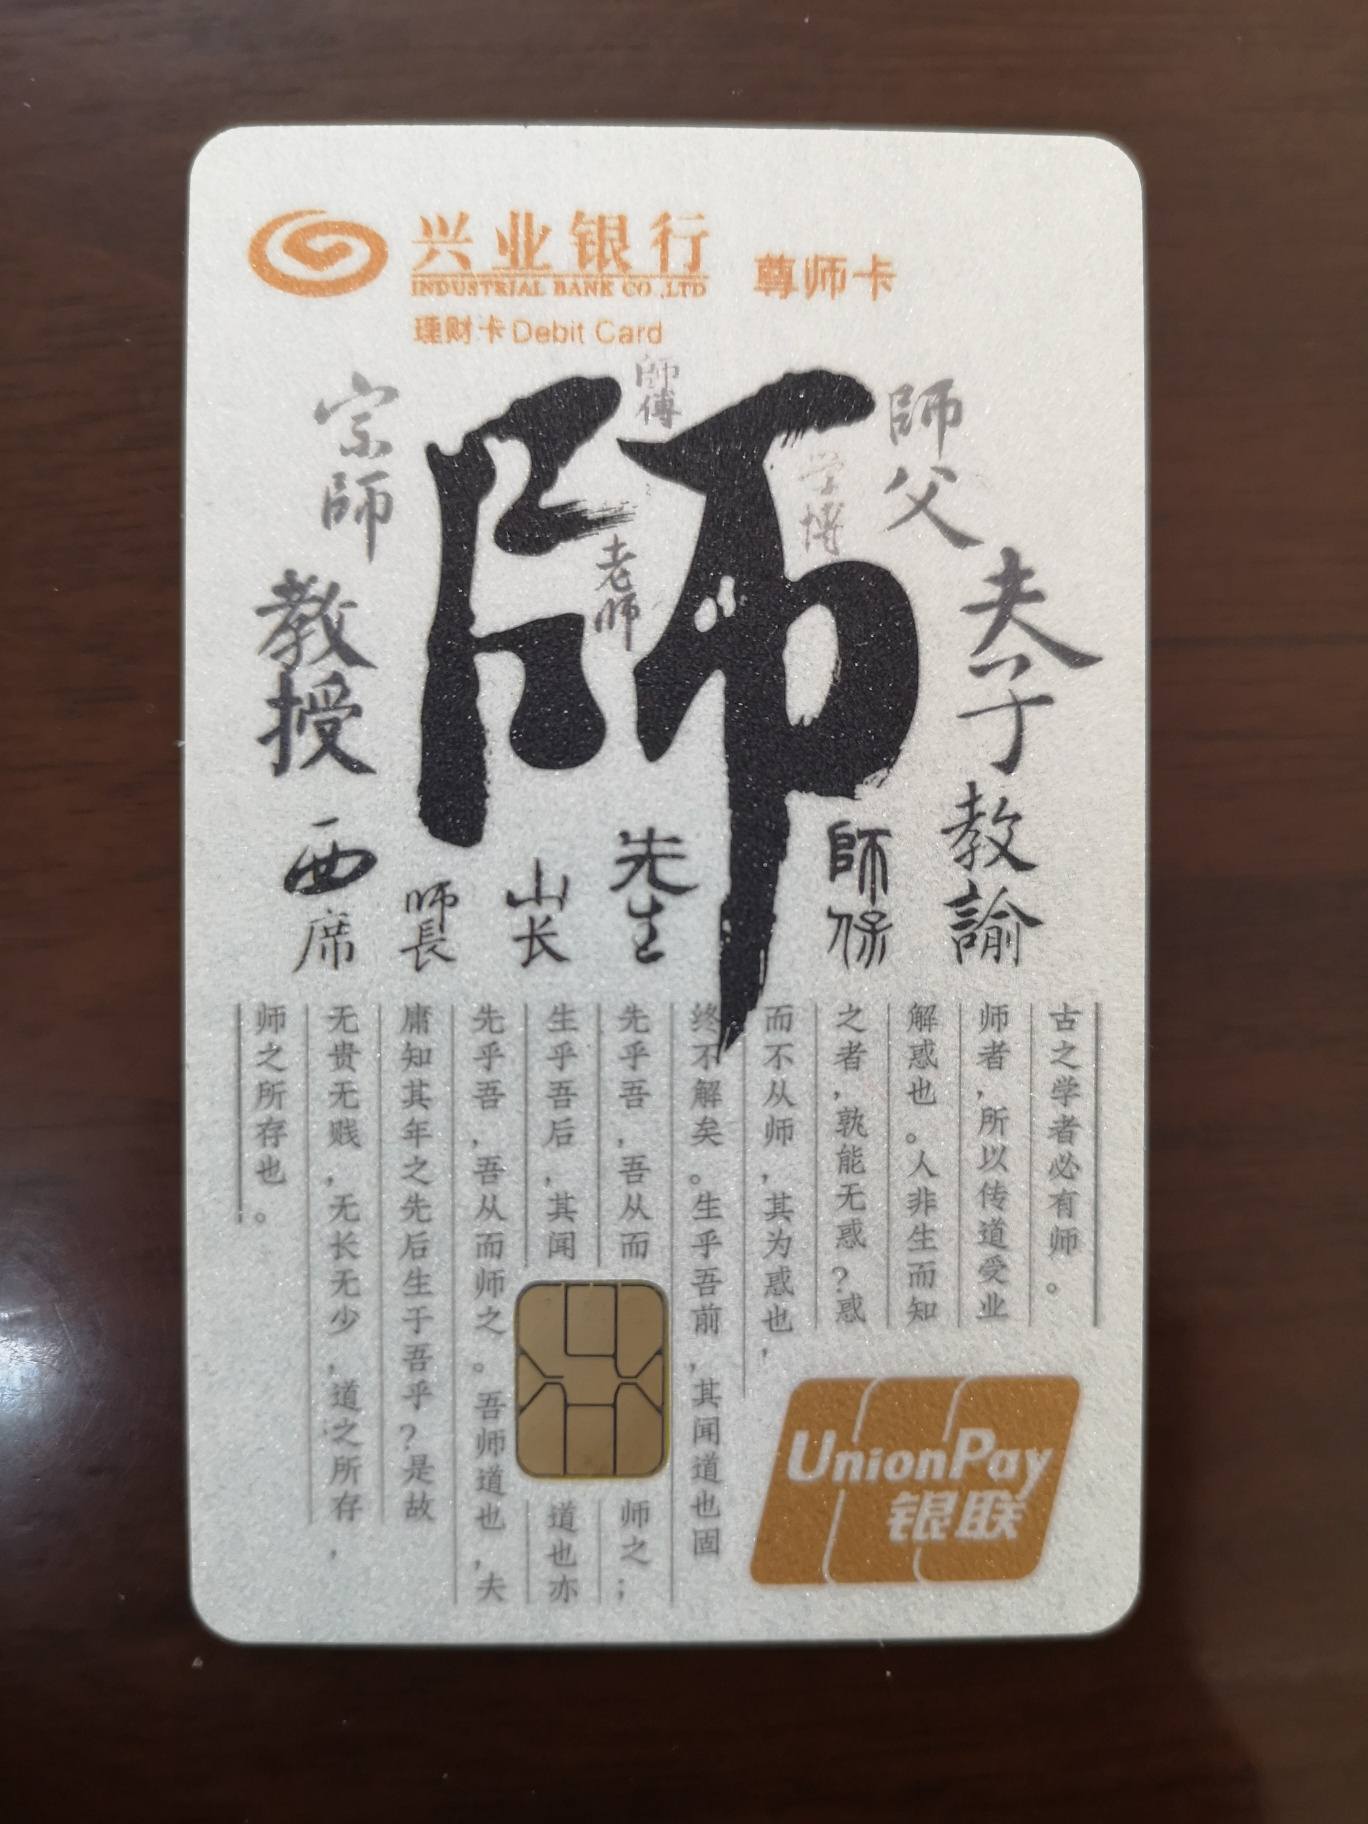 兴业银行
INDUSTRIAL BANK CO.,LTD
尊师卡
理财卡 Debit Card
師
師傅
宗師
師父
学博
老师
教授
夫子
西席
師長
山长
先生
師保
教諭
古之学者必有师。
师者,所以传道受业
解惑也。人非生而知
之者,孰能无惑?惑
而不从师,其为惑也,
终不解矣。生乎吾前,其闻道也固
先乎吾,吾从而师之;
生乎吾后,其闻道也亦
先乎吾,吾从而师之。吾师道也,夫
庸知其年之先后生于吾乎?是故
无贵无贱,无长无少,道之所存,
师之所存也。
UnionPay
银联